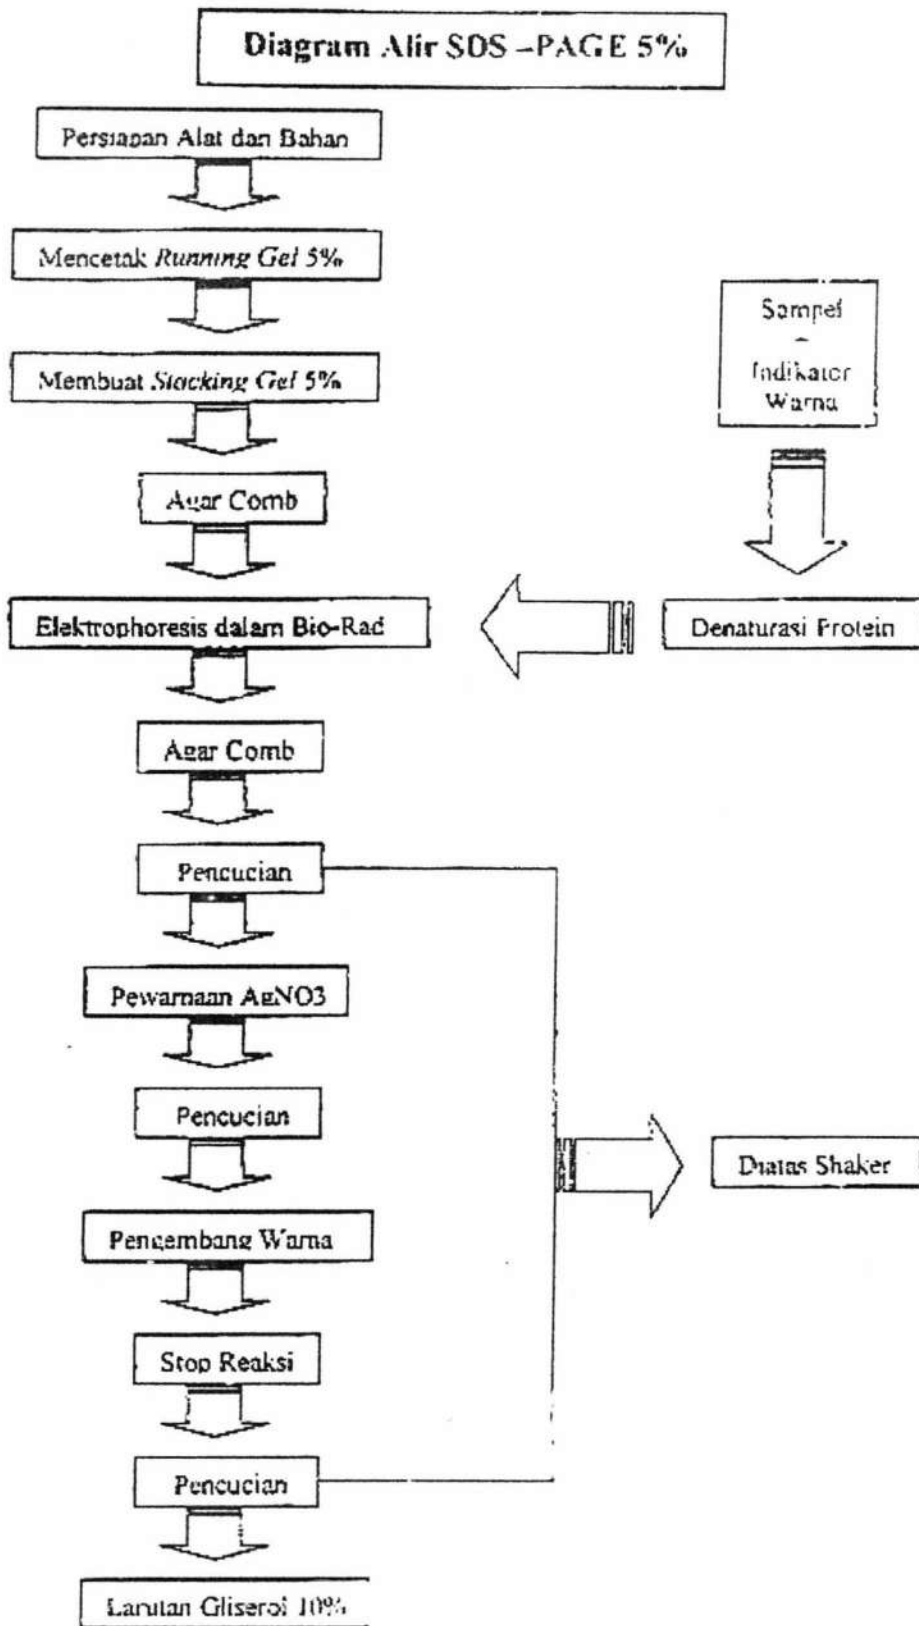 Diagram Alir SDS –PAGE 5%
Persiapan Alat dan Bahan
Mencetak Running Gel 5%
Membuat Stacking Gel 5%
Agar Comb
Sampel
Indikator
Warna
Elektrophoresis dalam Bio-Rad
Denaturasi Protein
Agar Comb
Pencucian
Pewarnaan AgNO3
Pencucian
Diatas Shaker
Pengembang Warna
Stop Reaksi
Pencucian
Larutan Gliserol 10%